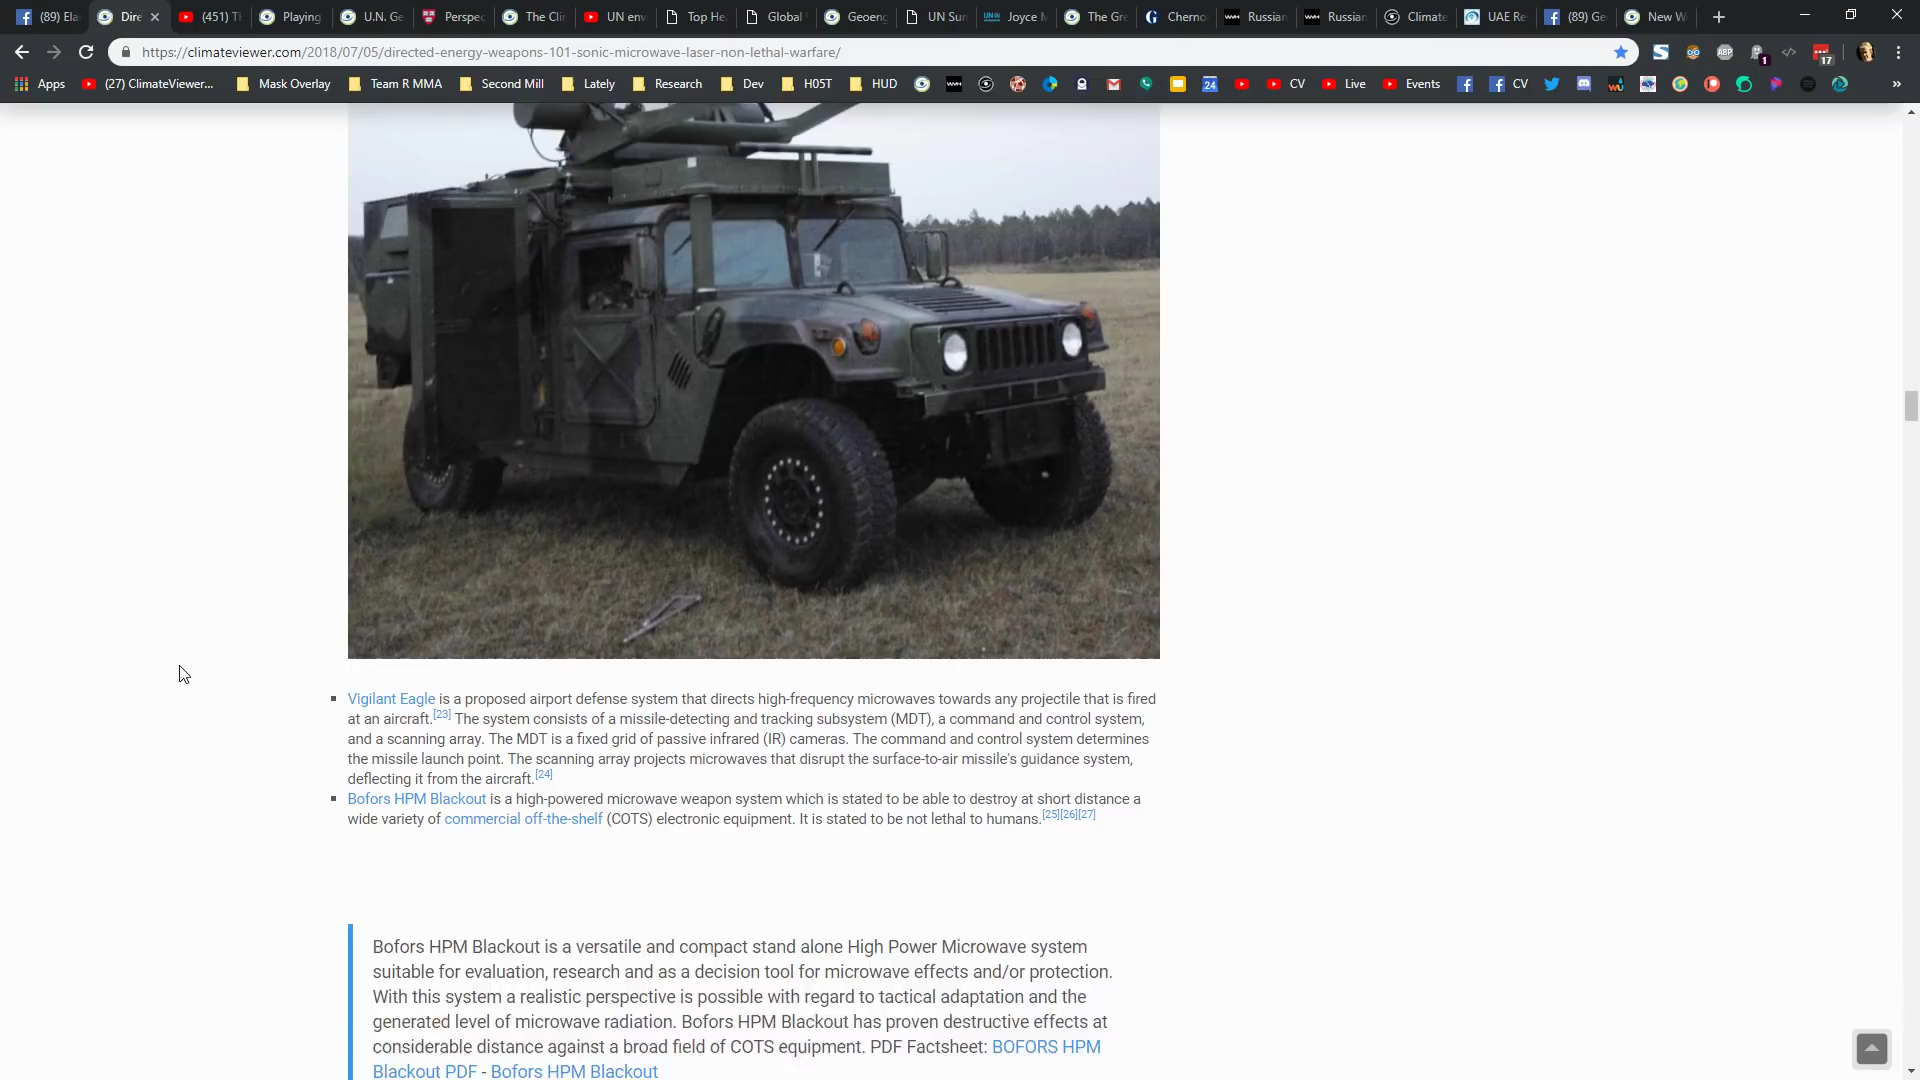 (89) Ela
Dire
(451) T
Playing
U.N. Ge
Perspec
The Cli
UN env
Top He
Global
Geoeng
UN Sum
Joyce M
The Gre
Cherno
Russian
Russian
Climate
UAE Re
(89) Ge
New W
https://climateviewer.com/2018/07/05/directed-energy-weapons-101-sonic-microwave-laser-non-lethal-warfare/
ABP
1
17
Apps
(27) ClimateViewer...
Mask Overlay
Team R MMA
Second Mill
Lately
Research
Dev
H05T
HUD
24
CV
Live
Events
CV
»
Vigilant Eagle is a proposed airport defense system that directs high-frequency microwaves towards any projectile that is fired
at an aircraft.[23] The system consists of a missile-detecting and tracking subsystem (MDT), a command and control system,
and a scanning array. The MDT is a fixed grid of passive infrared (IR) cameras. The command and control system determines
the missile launch point. The scanning array projects microwaves that disrupt the surface-to-air missile's guidance system,
deflecting it from the aircraft.[24]
Bofors HPM Blackout is a high-powered microwave weapon system which is stated to be able to destroy at short distance a
wide variety of commercial off-the-shelf (COTS) electronic equipment. It is stated to be not lethal to humans.[25][26][27]
Bofors HPM Blackout is a versatile and compact stand alone High Power Microwave system
suitable for evaluation, research and as a decision tool for microwave effects and/or protection.
With this system a realistic perspective is possible with regard to tactical adaptation and the
generated level of microwave radiation. Bofors HPM Blackout has proven destructive effects at
considerable distance against a broad field of COTS equipment. PDF Factsheet: BOFORS HPM
Blackout PDF - Bofors HPM Blackout